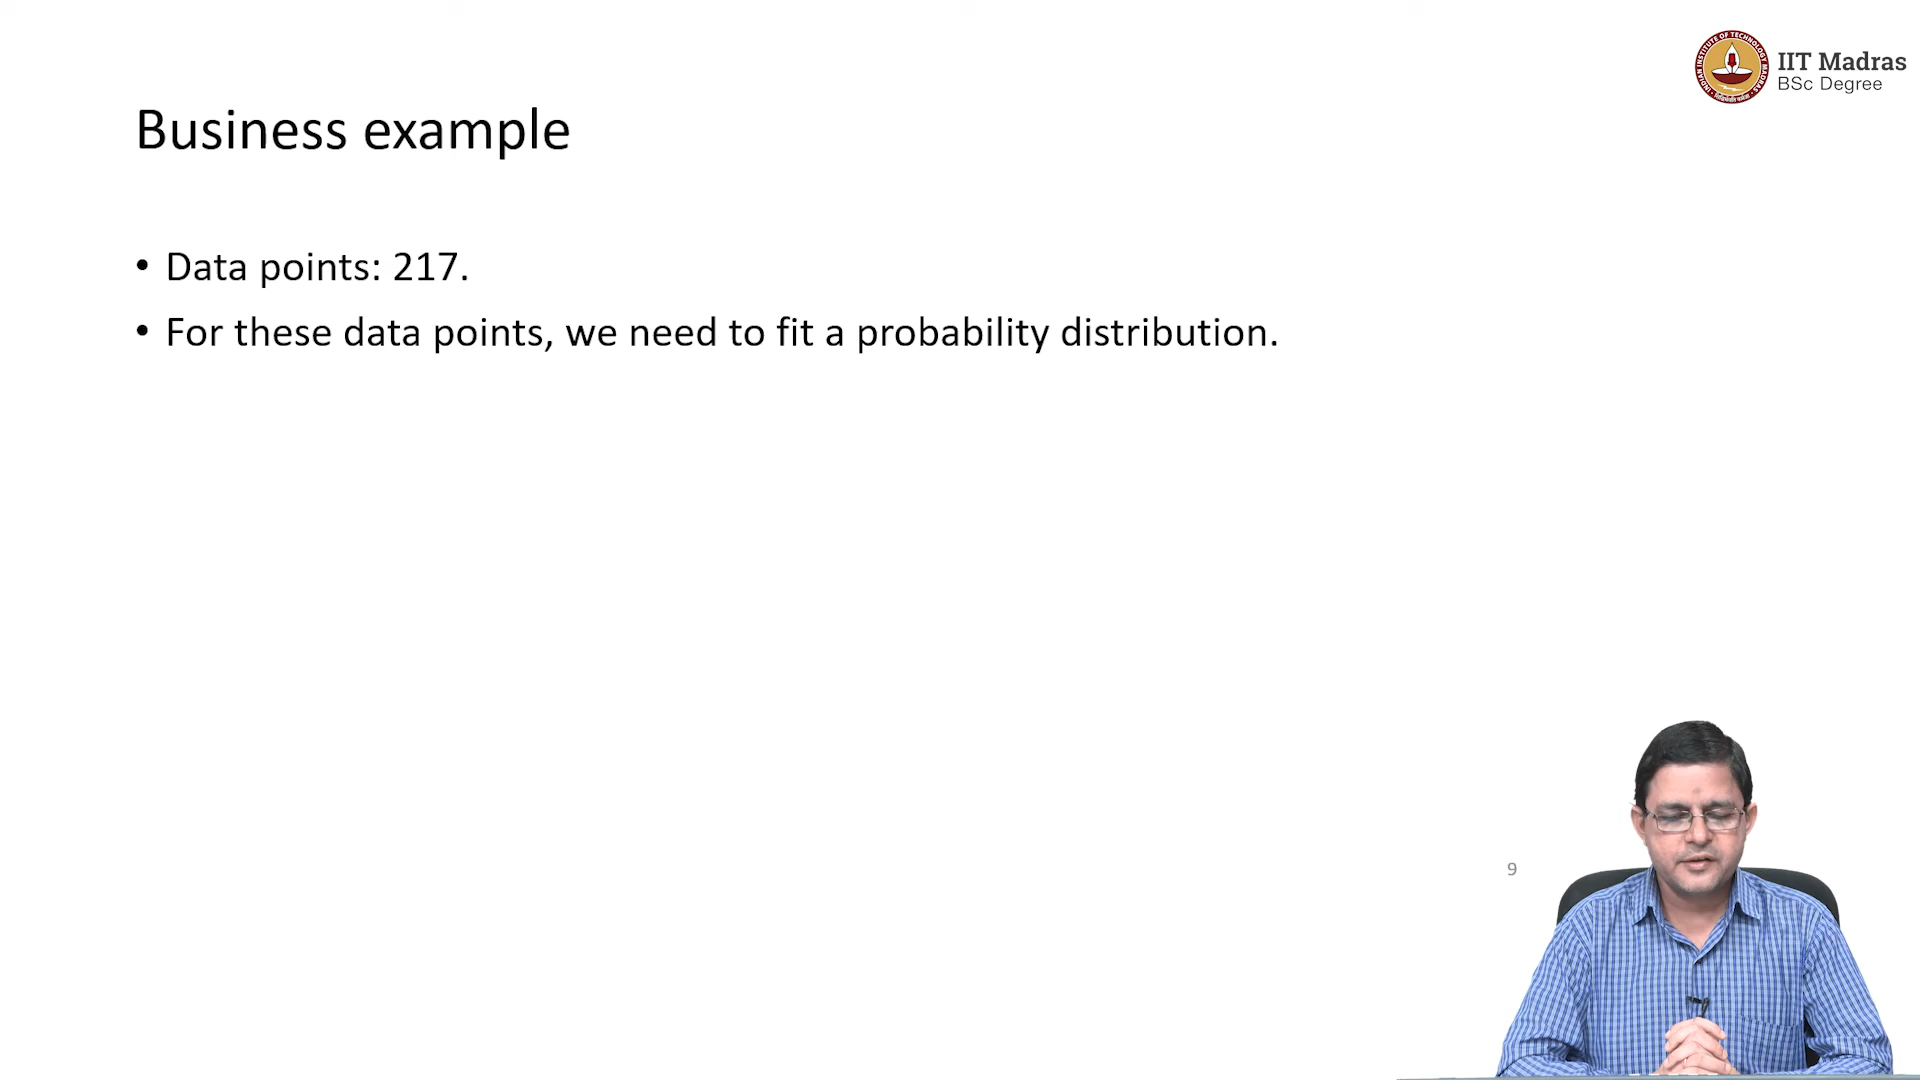 IIT Madras
BSc Degree
Business example
• Data points: 217.
• For these data points, we need to fit a probability distribution.
9